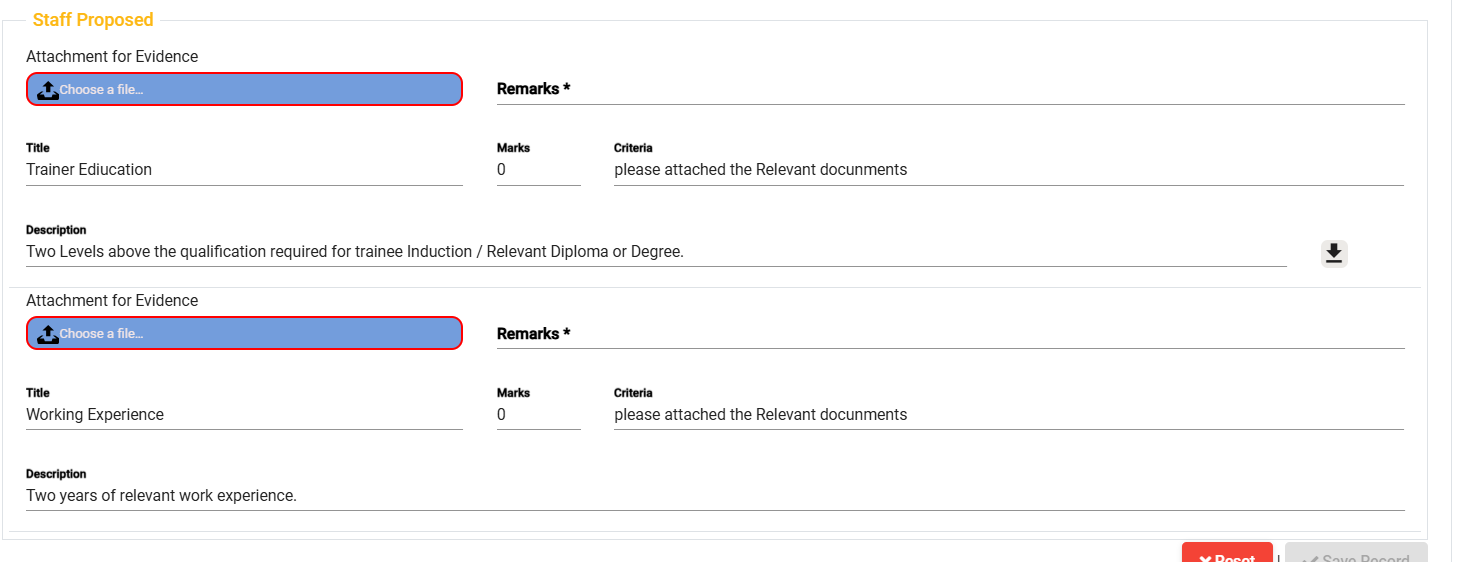 Staff Proposed
Attachment for Evidence
Choose a file...
Remarks *
Title
Marks
Criteria
Trainer Ediucation
0
please attached the Relevant docunments
Description
Two Levels above the qualification required for trainee Induction / Relevant Diploma or Degree.
Attachment for Evidence
Choose a file...
Remarks *
Title
Marks
Criteria
Working Experience
0
please attached the Relevant docunments
Description
Two years of relevant work experience.
Reset | Save Record